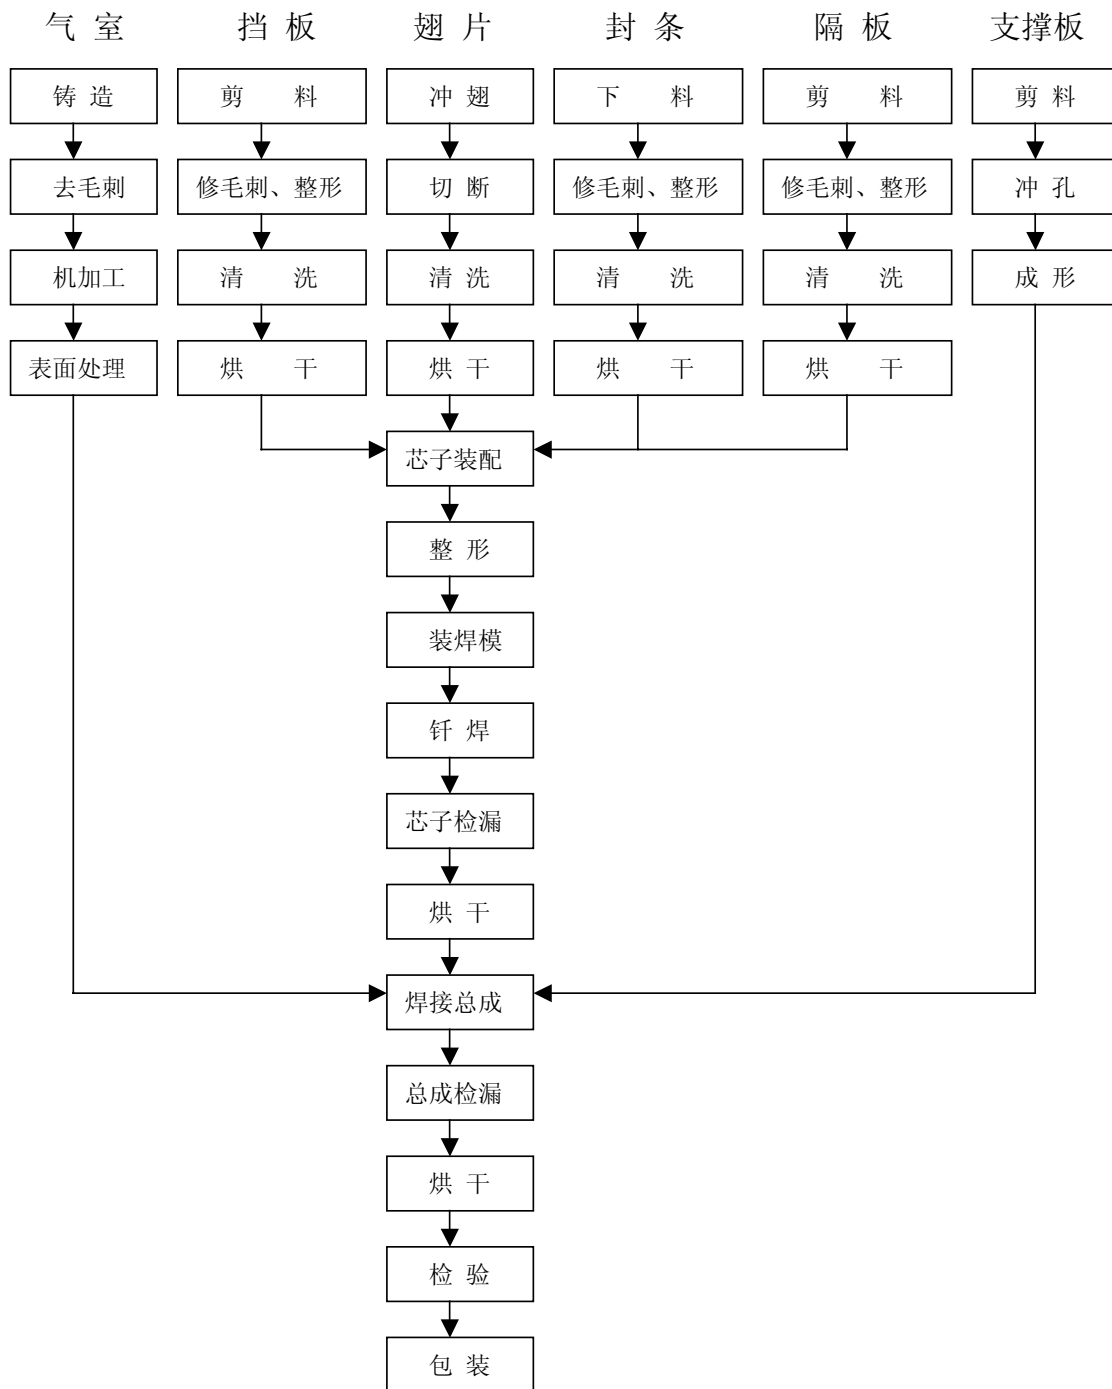 气 室 挡 板 翅 片 封 条 隔 板 支撑板
铸 造 剪 料 冲 翅 下 料 剪 料 剪 料
去毛刺 修毛刺、整形 切 断 修毛刺、整形 修毛刺、整形 冲 孔
机加工 清 洗 清 洗 清 洗 清 洗 成 形
表面处理 烘 干 烘 干 烘 干 烘 干
芯子装配
整 形
装焊模
钎 焊
芯子检漏
烘 干
焊接总成
总成检漏
烘 干
检 验
包 装